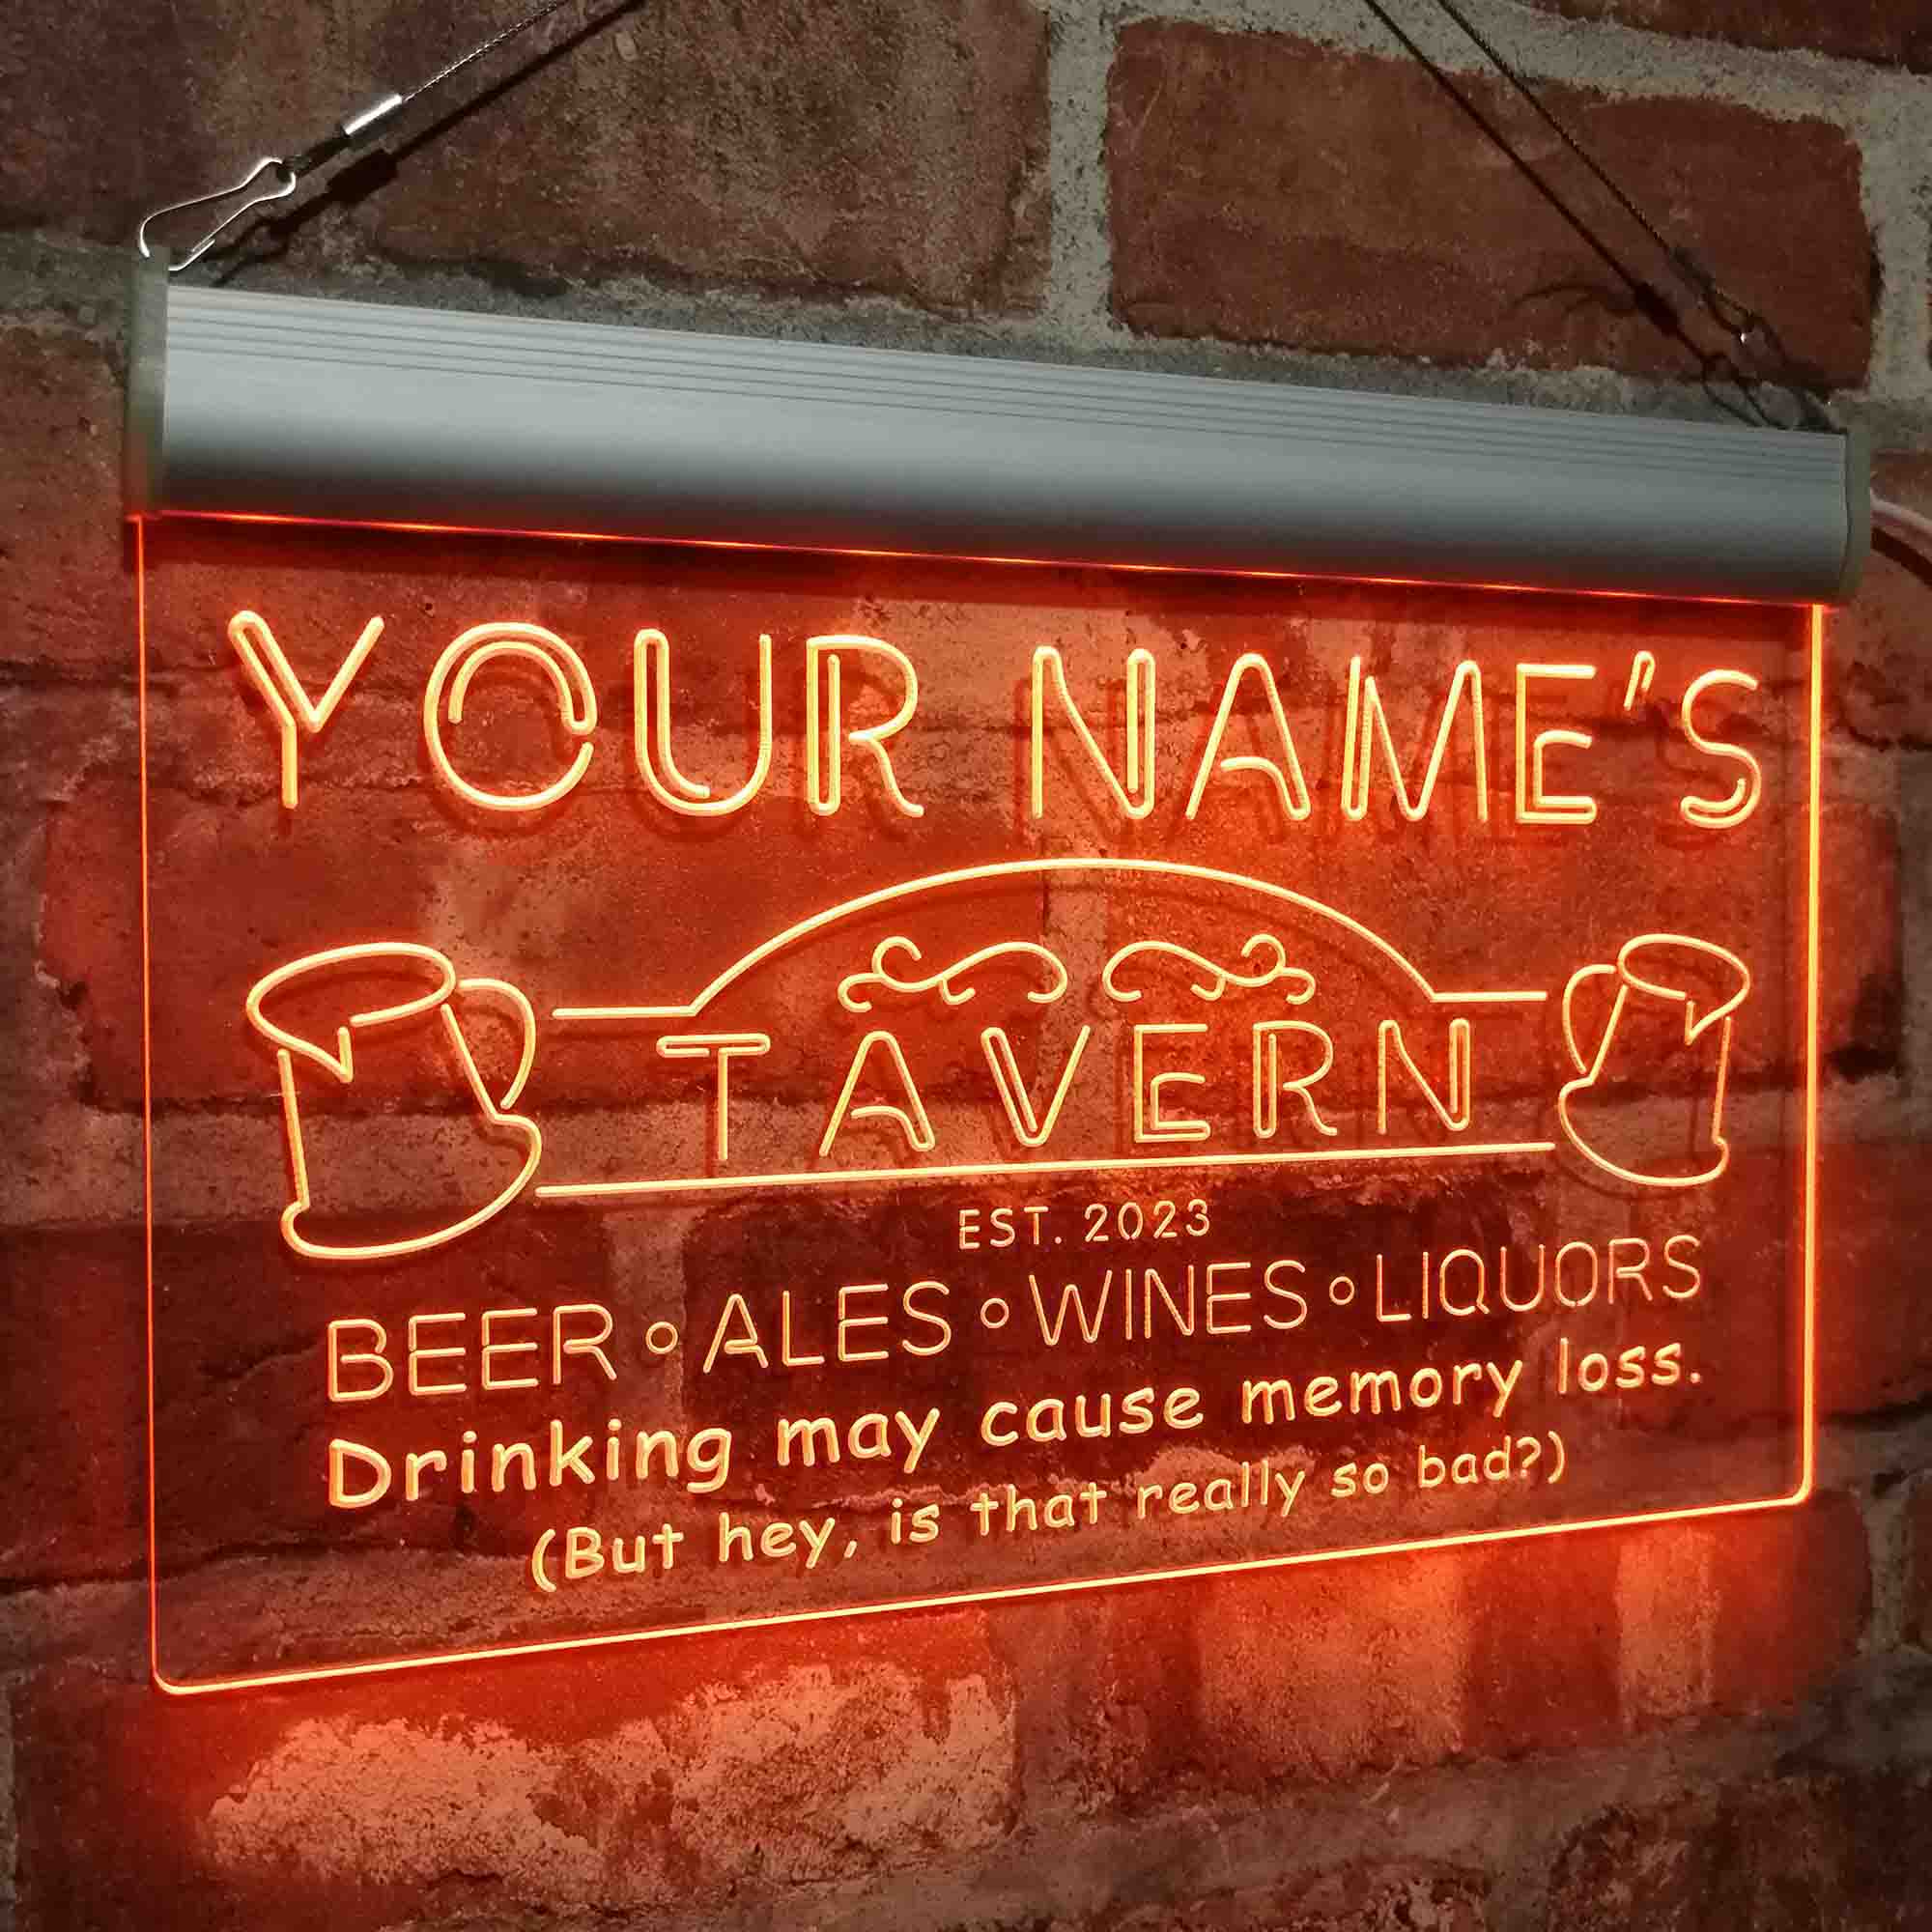 YOUR NAME'S
TAVERN
EST. 2023
BEER ∘ ALES ∘ WINES ∘ LIQUORS
Drinking may cause memory loss.
(But hey, is that really so bad?)